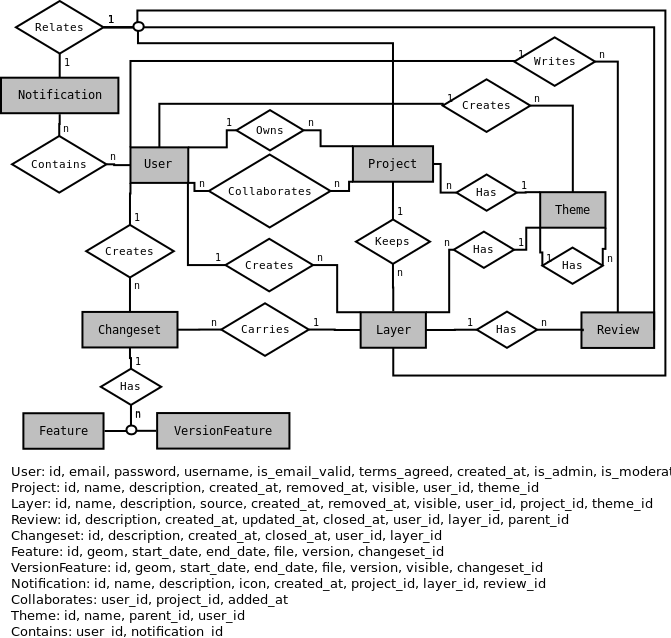 Relates
1
1
Notification
n
Contains
n
1
Writes
n
1
Creates
n
1
Owns
n
User
Project
n
Collaborates
n
n
Has
1
Theme
1
Creates
n
1
Keeps
n
n
Has
1
1
Has
n
1
Creates
n
Changeset
n
Carries
1
Layer
1
Has
n
Review
1
Has
n
Feature
VersionFeature
User: id, email, password, username, is_email_valid, terms_agreed, created_at, is_admin, is_moderat
Project: id, name, description, created_at, removed_at, visible, user_id, theme_id
Layer: id, name, description, source, created_at, removed_at, visible, user_id, project_id, theme_id
Review: id, description, created_at, updated_at, closed_at, user_id, layer_id, parent_id
Changeset: id, description, created_at, closed_at, user_id, layer_id
Feature: id, geom, start_date, end_date, file, version, changeset_id
VersionFeature: id, geom, start_date, end_date, file, version, visible, changeset_id
Notification: id, name, description, icon, created_at, project_id, layer_id, review_id
Collaborates: user_id, project_id, added_at
Theme: id, name, parent_id, user_id
Contains: user_id, notification_id